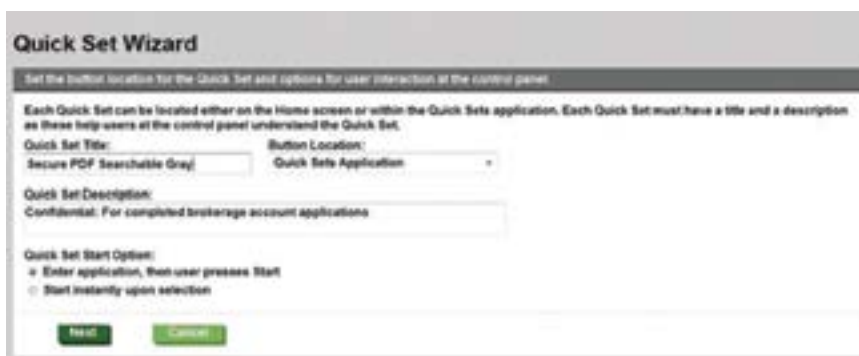 Quick Set Wizard
Set the button location for the Quick Set and options for user interaction at the control panel
Each Quick Set can be located either on the Home screen or within the Quick Sets application. Each Quick Set must have a title and a description
as these help users at the control panel understand the Quick Set.
Quick Set Title: Button Location:
Secure PDF Searchable Gray Quick Sets Application
Quick Set Description:
Confidential: For completed brokerage account applications
Quick Set Start Option:
Enter application, then user presses Start
Start instantly upon selection
Next Cancel